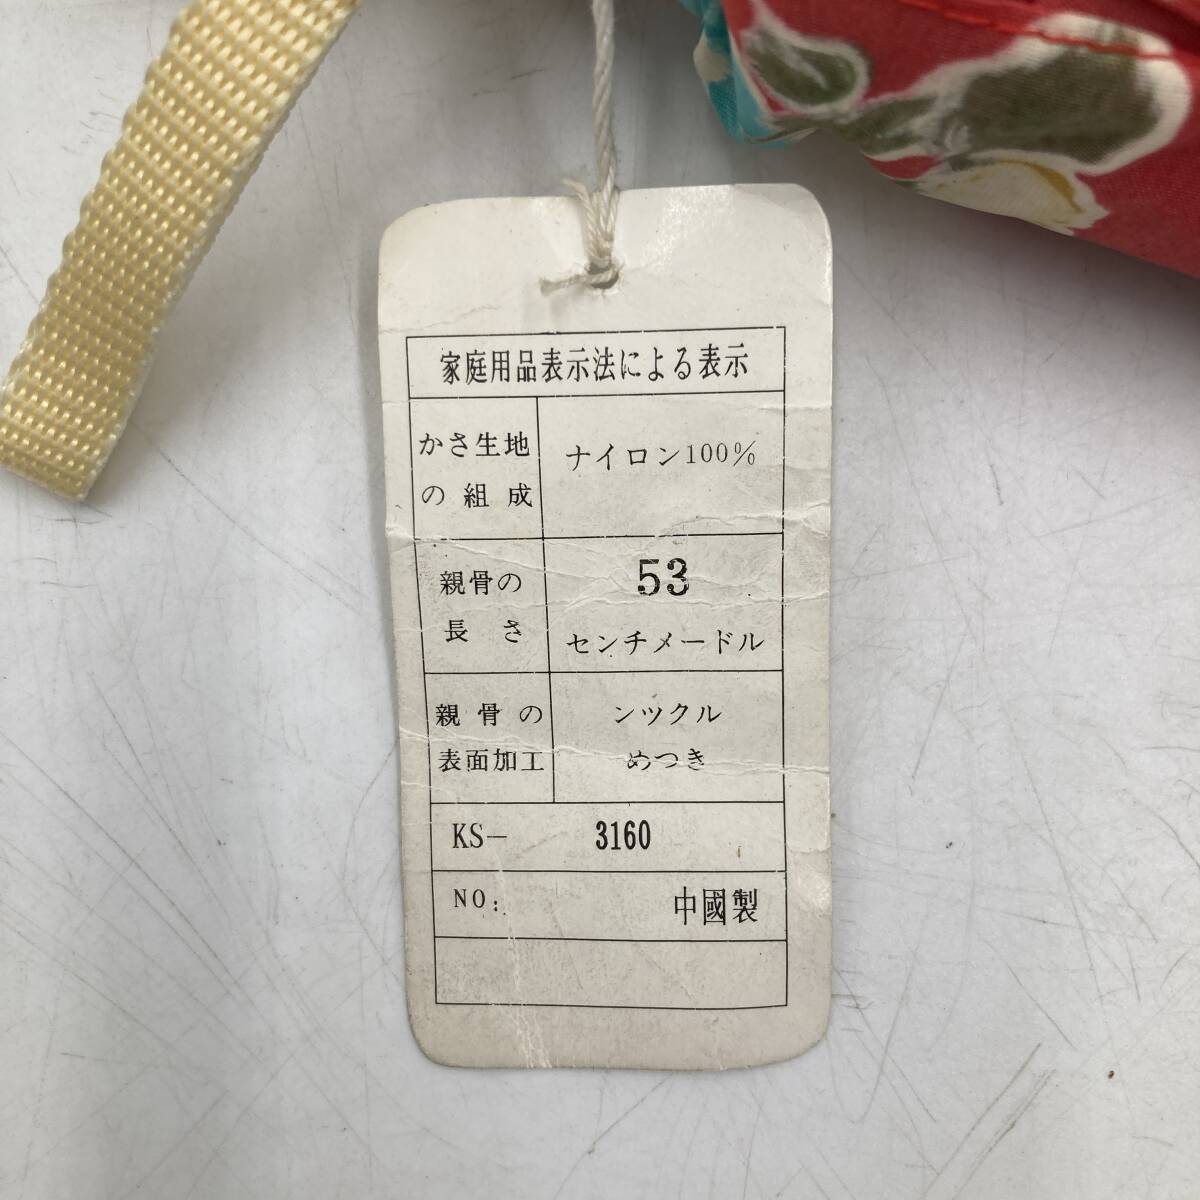 家庭用品表示法による表示
かさ生地
の組成
ナイロン100%
親骨の
長さ
53
センチメードル
親骨の
表面加工
ンツクル
めつき
KS- 3160
NO: 中國製